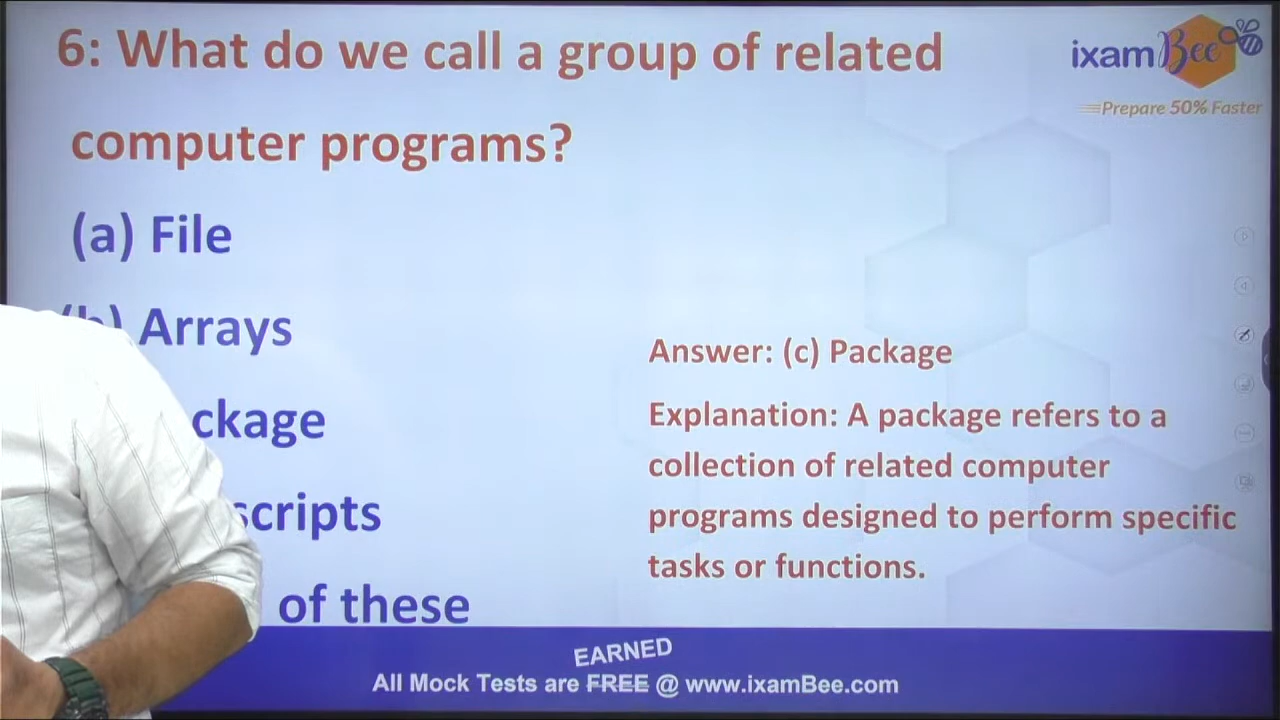 6: What do we call a group of related
computer programs?
(a) File
(b) Arrays
ckage
scripts
of these
Answer: (c) Package
Explanation: A package refers to a
collection of related computer
programs designed to perform specific
tasks or functions.
ixamBee
Prepare 50% Faster
EARNED
All Mock Tests are FREE @ www.ixamBee.com